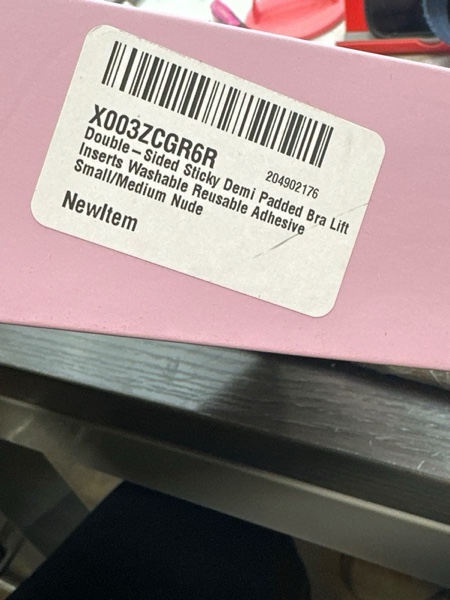 X003ZCGR6R
204902176
Double-Sided Sticky Demi Padded Bra Lift
Inserts Washable Reusable Adhesive
Small/Medium Nude
NewItem